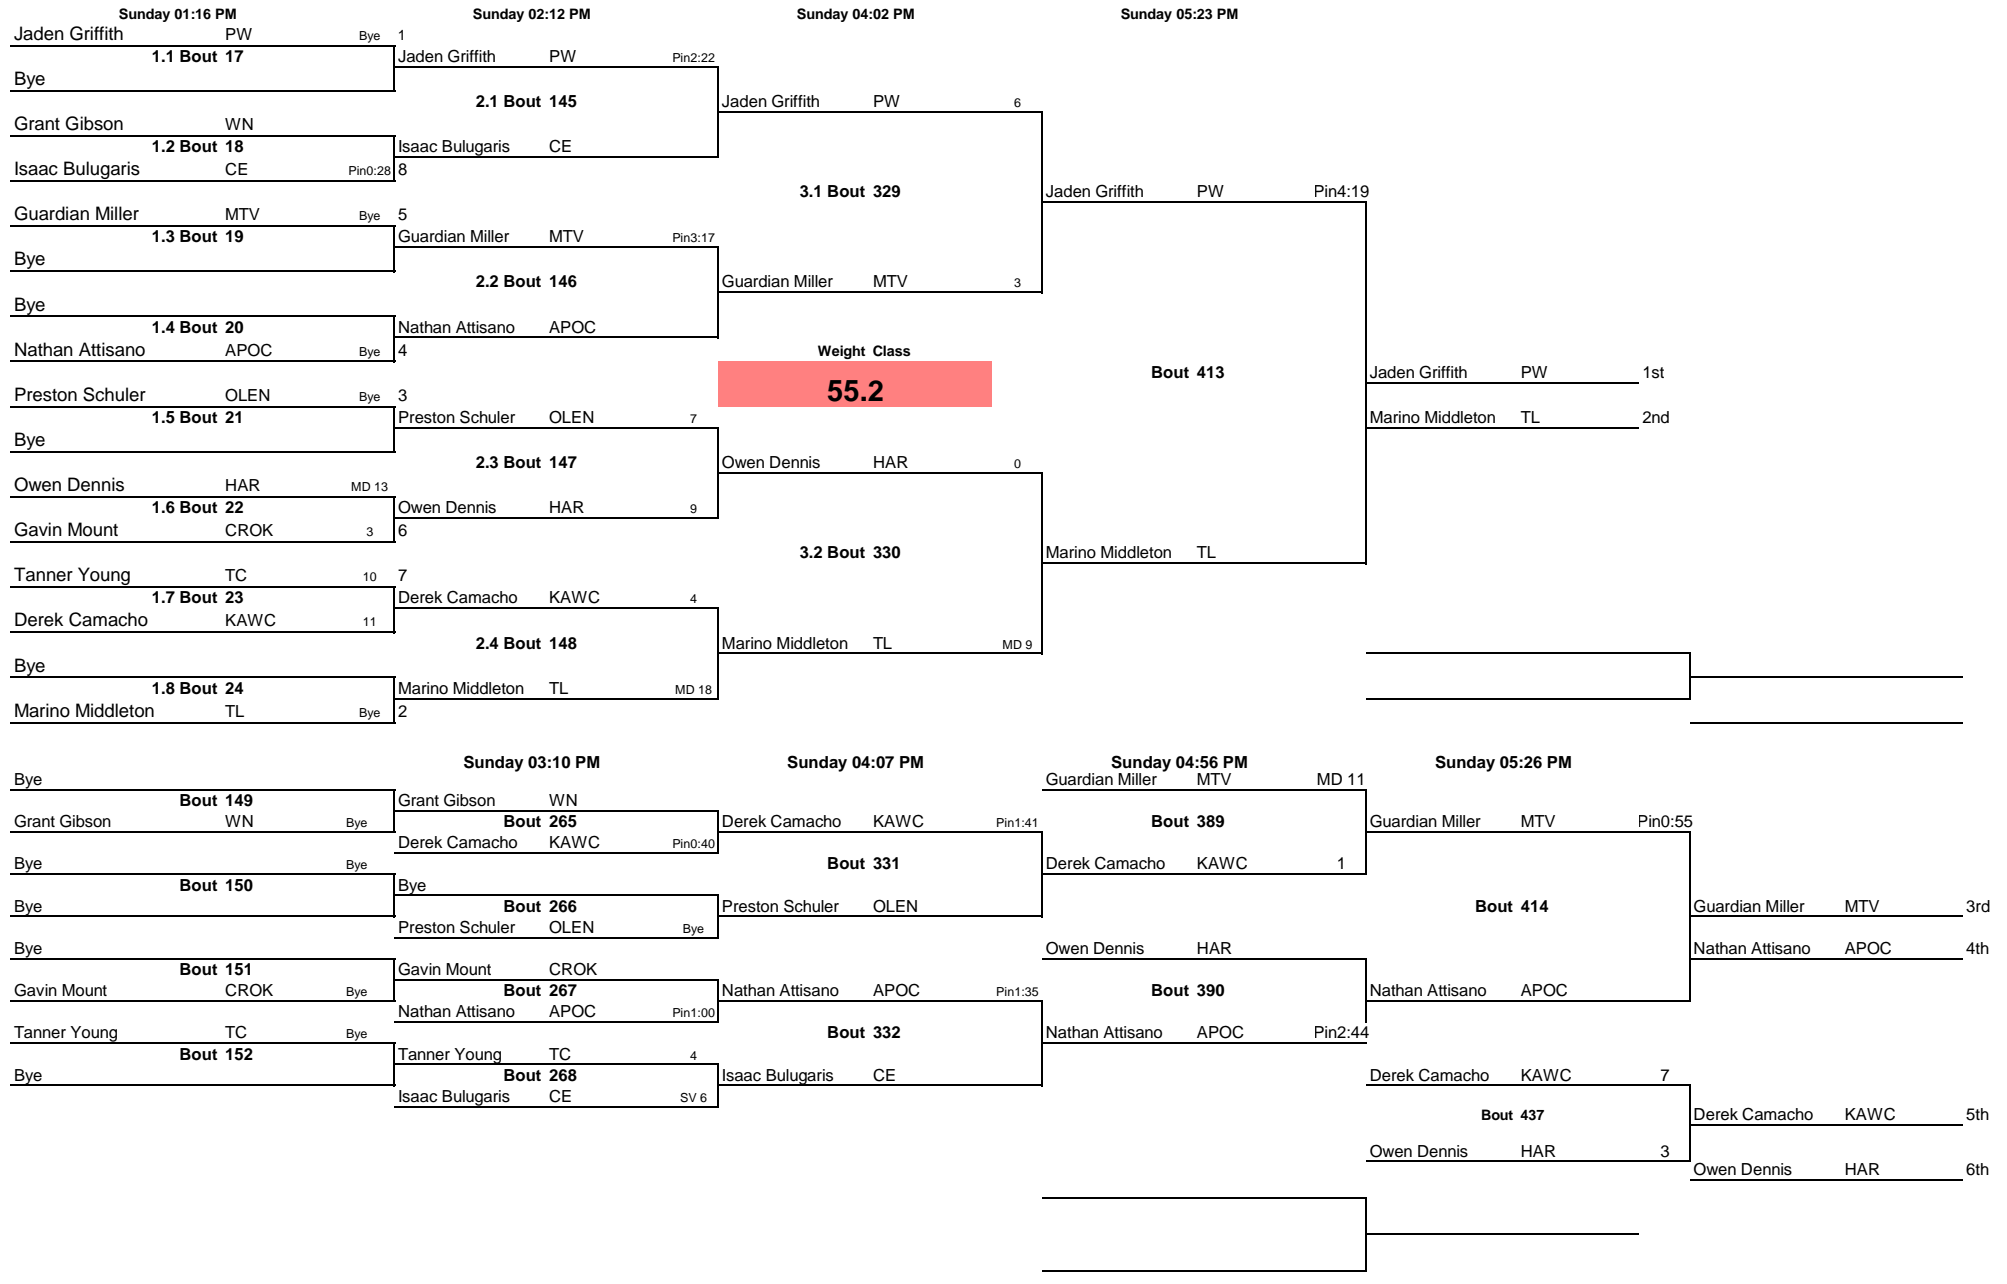 Sunday 01:16 PM Sunday 02:12 PM Sunday 04:02 PM Sunday 05:23 PM
Jaden Griffith PW Bye 1
1.1 Bout 17 Jaden Griffith PW Pin2:22
Bye
2.1 Bout 145 Jaden Griffith PW 6
Grant Gibson WN
1.2 Bout 18 Isaac Bulugaris CE
Isaac Bulugaris CE Pin0:28 8
3.1 Bout 329 Jaden Griffith PW Pin4:19
Guardian Miller MTV Bye 5
1.3 Bout 19 Guardian Miller MTV Pin3:17
Bye
2.2 Bout 146 Guardian Miller MTV 3
Bye
1.4 Bout 20 Nathan Attisano APOC
Nathan Attisano APOC Bye 4 Weight Class
Bout 413 Jaden Griffith PW 1st
Preston Schuler OLEN Bye 3 55.2
1.5 Bout 21 Preston Schuler OLEN 7 Marino Middleton TL 2nd
Bye
2.3 Bout 147 Owen Dennis HAR 0
Owen Dennis HAR MD 13
1.6 Bout 22 Owen Dennis HAR 9
Gavin Mount CROK 3 6
3.2 Bout 330 Marino Middleton TL
Tanner Young TC 10 7
1.7 Bout 23 Derek Camacho KAWC 4
Derek Camacho KAWC 11
2.4 Bout 148 Marino Middleton TL MD 9
Bye
1.8 Bout 24 Marino Middleton TL MD 18
Marino Middleton TL Bye 2
Sunday 03:10 PM Sunday 04:07 PM Sunday 04:56 PM Sunday 05:26 PM
Bye Guardian Miller MTV MD 11
Bout 149 Grant Gibson WN
Grant Gibson WN Bye Bout 265 Derek Camacho KAWC Pin1:41 Bout 389 Guardian Miller MTV Pin0:55
Derek Camacho KAWC Pin0:40
Bye Bye Bout 331 Derek Camacho KAWC 1
Bout 150 Bye
Bye Bout 266 Preston Schuler OLEN Bout 414 Guardian Miller MTV 3rd
Preston Schuler OLEN Bye
Bye Owen Dennis HAR Nathan Attisano APOC 4th
Bout 151 Gavin Mount CROK
Gavin Mount CROK Bye Bout 267 Nathan Attisano APOC Pin1:35 Bout 390 Nathan Attisano APOC
Nathan Attisano APOC Pin1:00
Tanner Young TC Bye Bout 332 Nathan Attisano APOC Pin2:44
Bout 152 Tanner Young TC 4
Bye Bout 268 Isaac Bulugaris CE Derek Camacho KAWC 7
Isaac Bulugaris CE SV 6
Bout 437 Derek Camacho KAWC 5th
Owen Dennis HAR 3
Owen Dennis HAR 6th